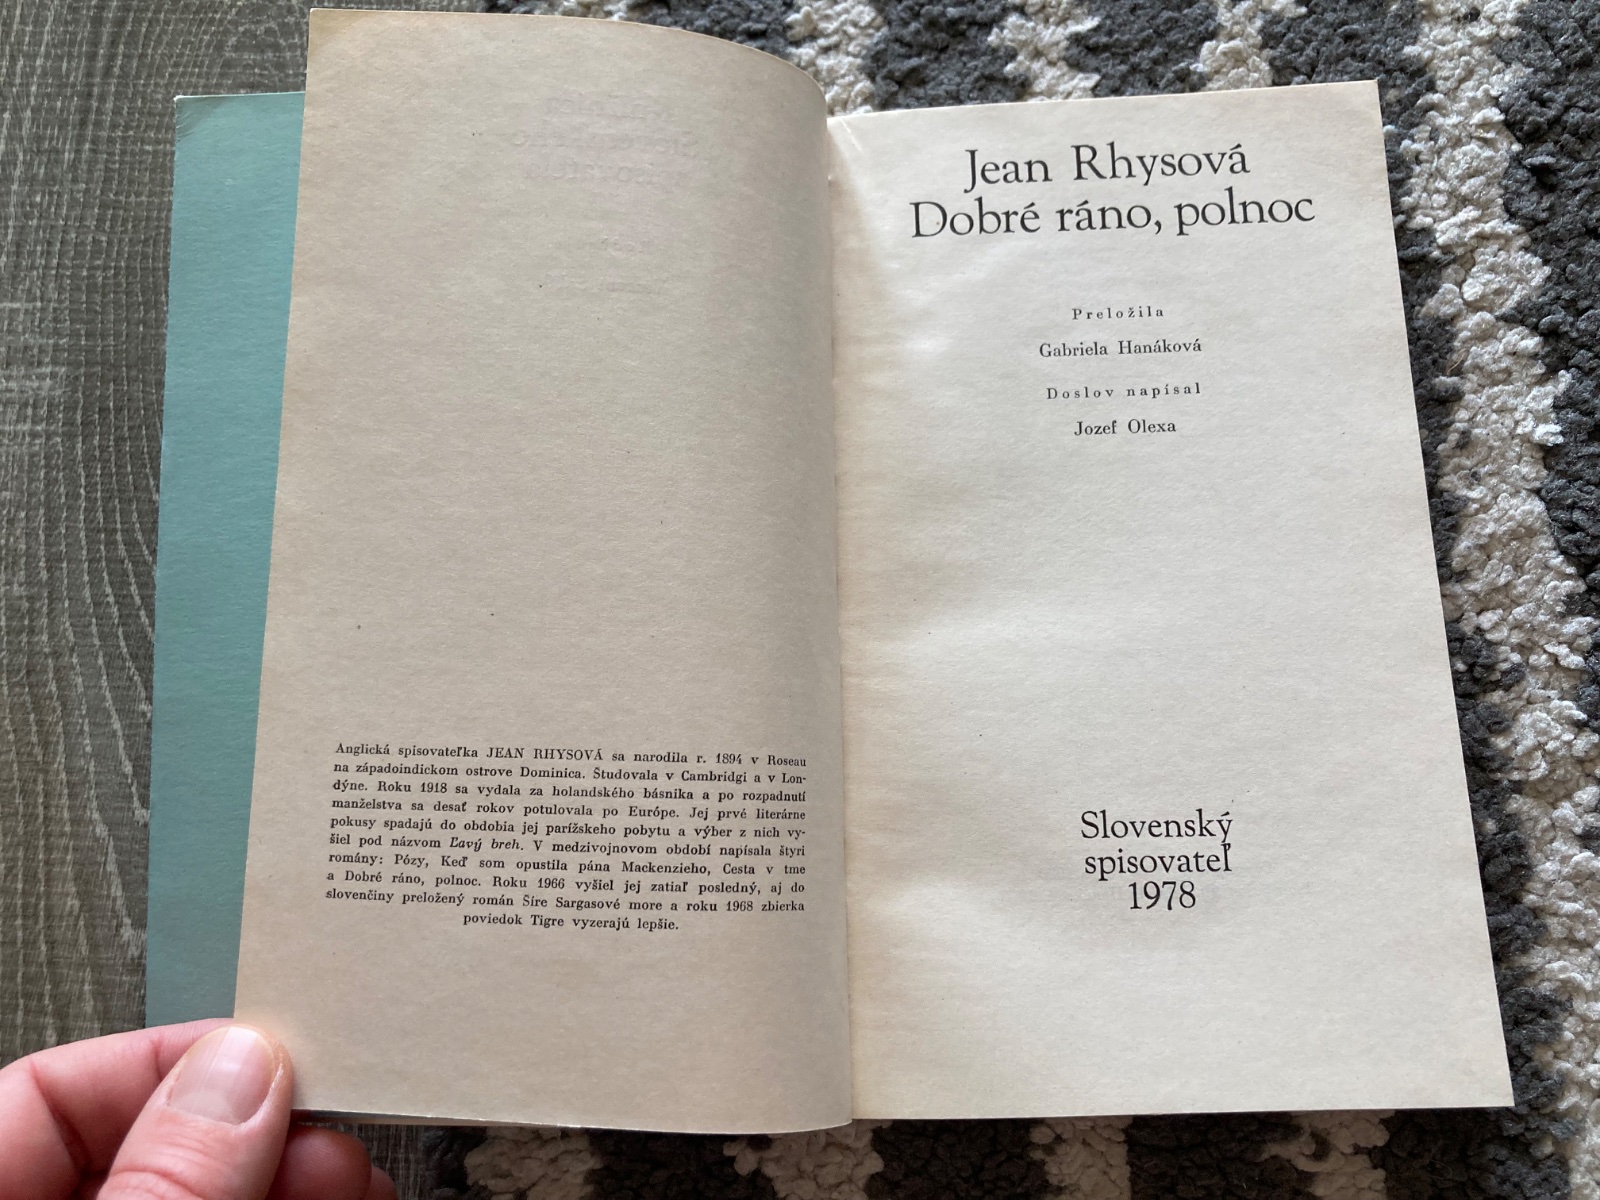 Anglická spisovateľka JEAN RHYSOVÁ sa narodila r. 1894 v Roseau
na západoindickom ostrove Dominica. Študovala v Cambridgi a v Lon-
dýne. Roku 1918 sa vydala za holandského básnika a po rozpadnutí
manželstva sa desať rokov potulovala po Európe. Jej prvé literárne
pokusy spadajú do obdobia jej parížskeho pobytu a výber z nich vy-
šiel pod názvom Ľavý breh. V medzivojnovom období napísala štyri
romány: Pózy, Keď som opustila pána Mackenzieho, Cesta v tme
a Dobré ráno, polnoc. Roku 1966 vyšiel jej zatiaľ posledný, aj do
slovenčiny preložený román Šíre Sargasové more a roku 1968 zbierka
poviedok Tigre vyzerajú lepšie.
Jean Rhysová
Dobré ráno, polnoc
Preložila
Gabriela Hanáková
Doslov napísal
Jozef Olexa
Slovenský
spisovateľ
1978